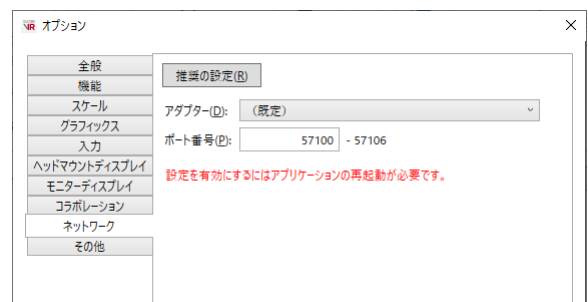 VR オプション
全般
機能
スケール
グラフィックス
入力
ヘッドマウントディスプレイ
モニターディスプレイ
コラボレーション
ネットワーク
その他
推奨の設定(R)
アダプター(D): （既定）
ポート番号(P): 57100 - 57106
設定を有効にするにはアプリケーションの再起動が必要です。